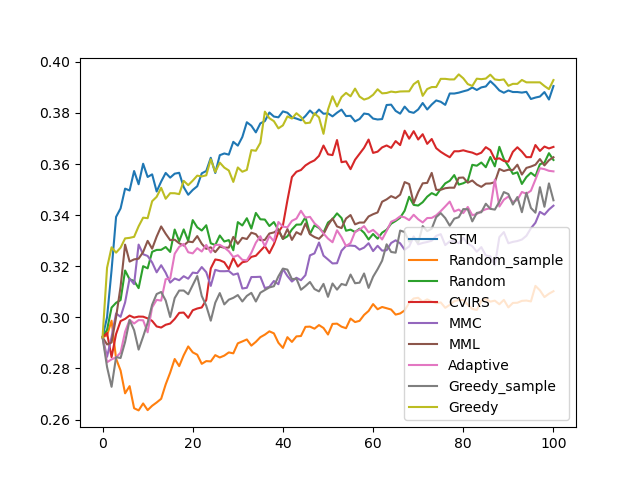 0.40
0.38
0.36
0.34
0.32
0.30
0.28
0.26
0
20
40
60
80
100
STM
Random_sample
Random
CVIRS
MMC
MML
Adaptive
Greedy_sample
Greedy